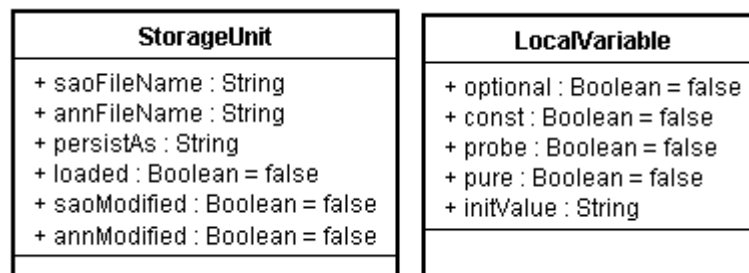 StorageUnit
+ saoFileName : String
+ annFileName : String
+ persistAs : String
+ loaded : Boolean = false
+ saoModified : Boolean = false
+ annModified : Boolean = false
LocalVariable
+ optional : Boolean = false
+ const : Boolean = false
+ probe : Boolean = false
+ pure : Boolean = false
+ initValue : String